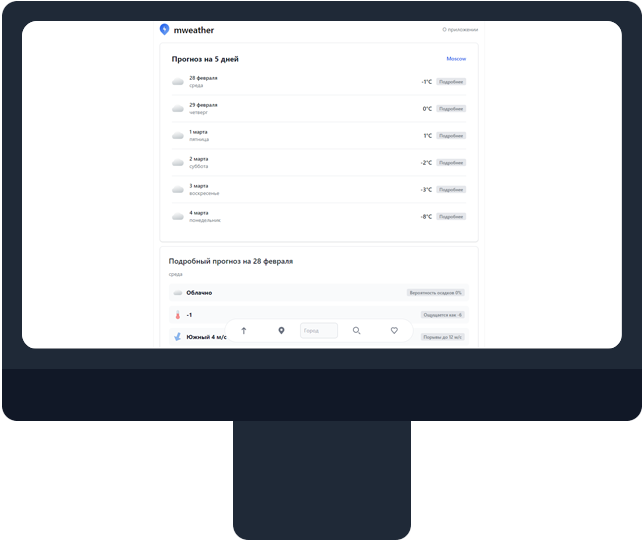 mweather
О приложении
Прогноз на 5 дней
Moscow
28 февраля
среда
-1°C
Подробнее
29 февраля
четверг
0°C
Подробнее
1 марта
пятница
1°C
Подробнее
2 марта
суббота
-2°C
Подробнее
3 марта
воскресенье
-3°C
Подробнее
4 марта
понедельник
-8°C
Подробнее
Подробный прогноз на 28 февраля
среда
Облачно
Вероятность осадков 0%
-1
Ощущается как -6
Город
Южный 4 м/с
Порывы до 12 м/с